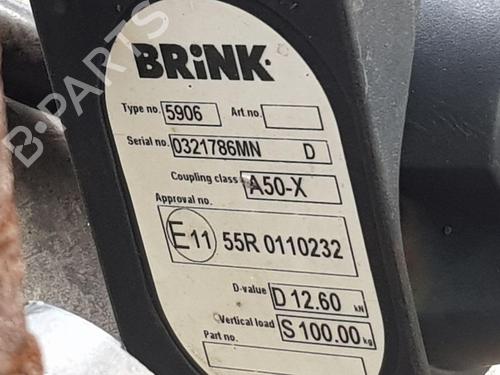 BRINK
Type no. 5906 Art.no.
Serial no. 0321786MN D
Coupling class A50-X
Approval no.
E11 55R 0110232
D-value D 12.60 kN
Vertical load S 100.00 kg
Part no.
B-PARTS